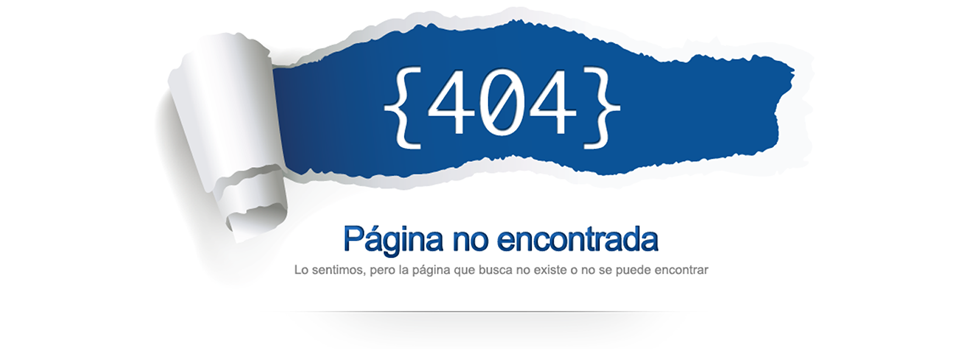 {404}
Página no encontrada
Lo sentimos, pero la página que busca no existe o no se puede encontrar